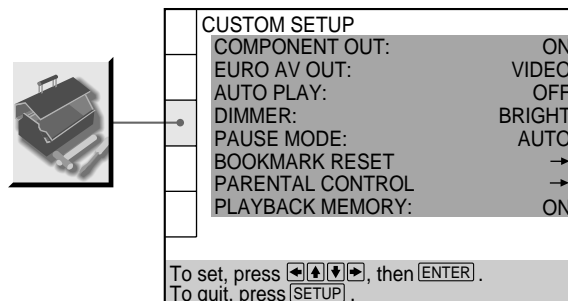 CUSTOM SETUP
COMPONENT OUT: ON
EURO AV OUT: VIDEO
AUTO PLAY: OFF
DIMMER: BRIGHT
PAUSE MODE: AUTO
BOOKMARK RESET →
PARENTAL CONTROL →
PLAYBACK MEMORY: ON
To set, press ←↑↓→, then ENTER.
To quit, press SETUP.